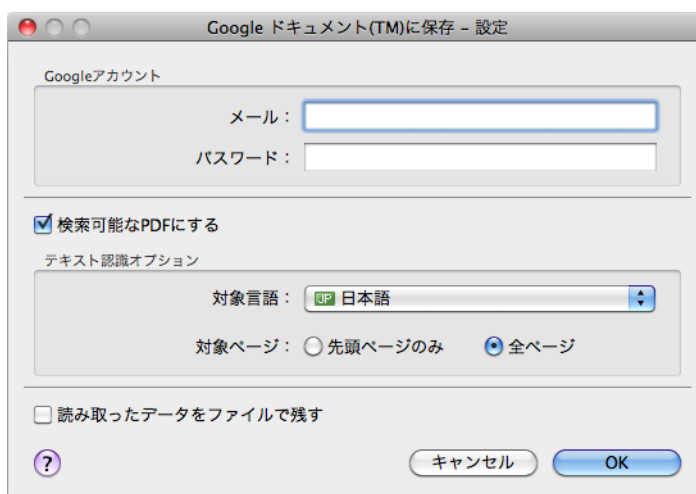 Google ドキュメント(TM)に保存 – 設定
Googleアカウント
メール：
パスワード：
検索可能なPDFにする
テキスト認識オプション
対象言語： JP 日本語
対象ページ： 先頭ページのみ 全ページ
読み取ったデータをファイルで残す
? キャンセル OK